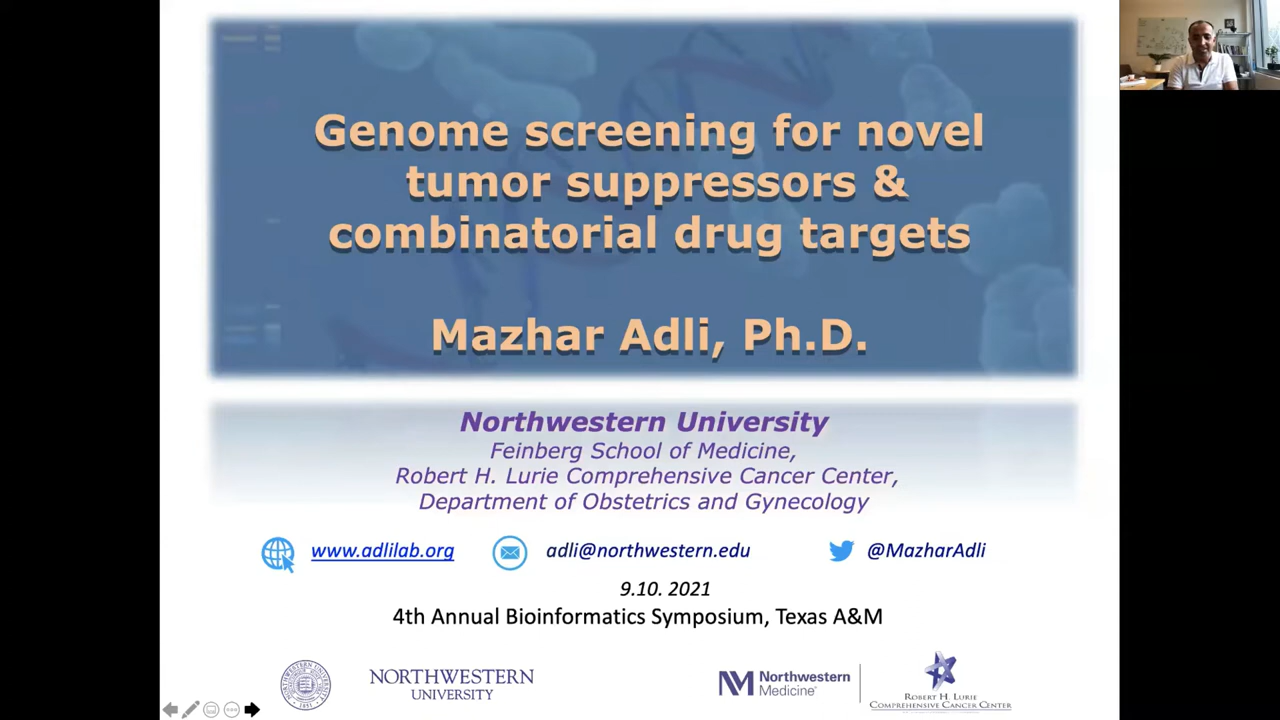 Genome screening for novel
tumor suppressors &
combinatorial drug targets
Mazhar Adli, Ph.D.
Northwestern University
Feinberg School of Medicine,
Robert H. Lurie Comprehensive Cancer Center,
Department of Obstetrics and Gynecology
www.adlilab.org
adli@northwestern.edu
@MazharAdli
9.10. 2021
4th Annual Bioinformatics Symposium, Texas A&M
NORTHWESTERN
UNIVERSITY
NM
Northwestern
Medicine
ROBERT H. LURIE
COMPREHENSIVE CANCER CENTER